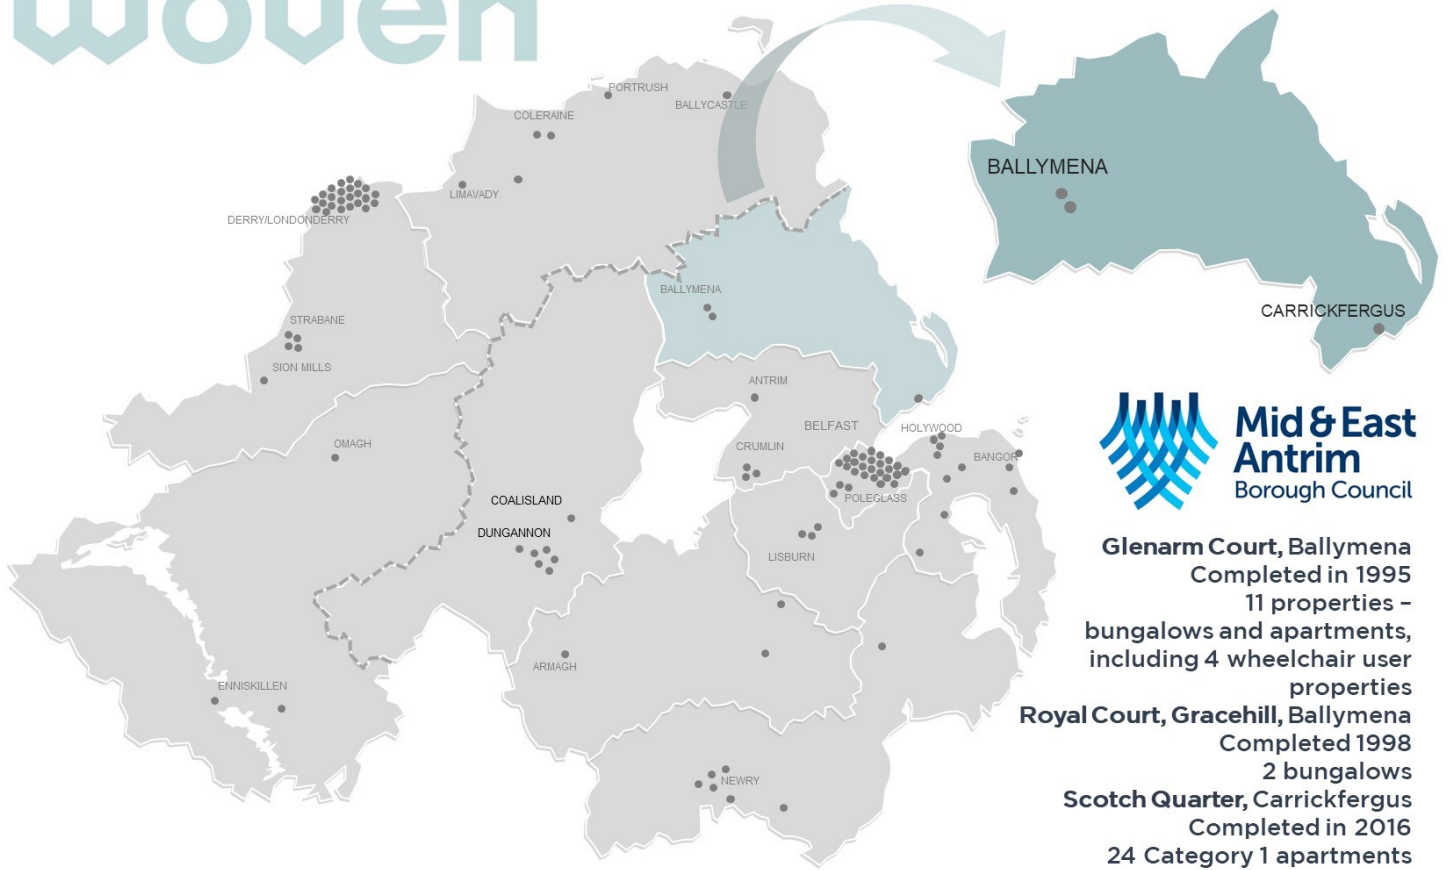 woven
PORTRUSH
BALLYCASTLE
COLERAINE
LIMAVADY
DERRY/LONDONDERRY
BALLYMENA
STRABANE
SION MILLS
ANTRIM
BELFAST
HOLYWOOD
OMAGH
CRUMLIN
BANGOR
POLEGLASS
COALISLAND
DUNGANNON
LISBURN
ARMAGH
ENNISKILLEN
NEWRY
BALLYMENA
CARRICKFERGUS
Mid & East
Antrim
Borough Council
Glenarm Court, Ballymena
Completed in 1995
11 properties –
bungalows and apartments,
including 4 wheelchair user
properties
Royal Court, Gracehill, Ballymena
Completed 1998
2 bungalows
Scotch Quarter, Carrickfergus
Completed in 2016
24 Category 1 apartments